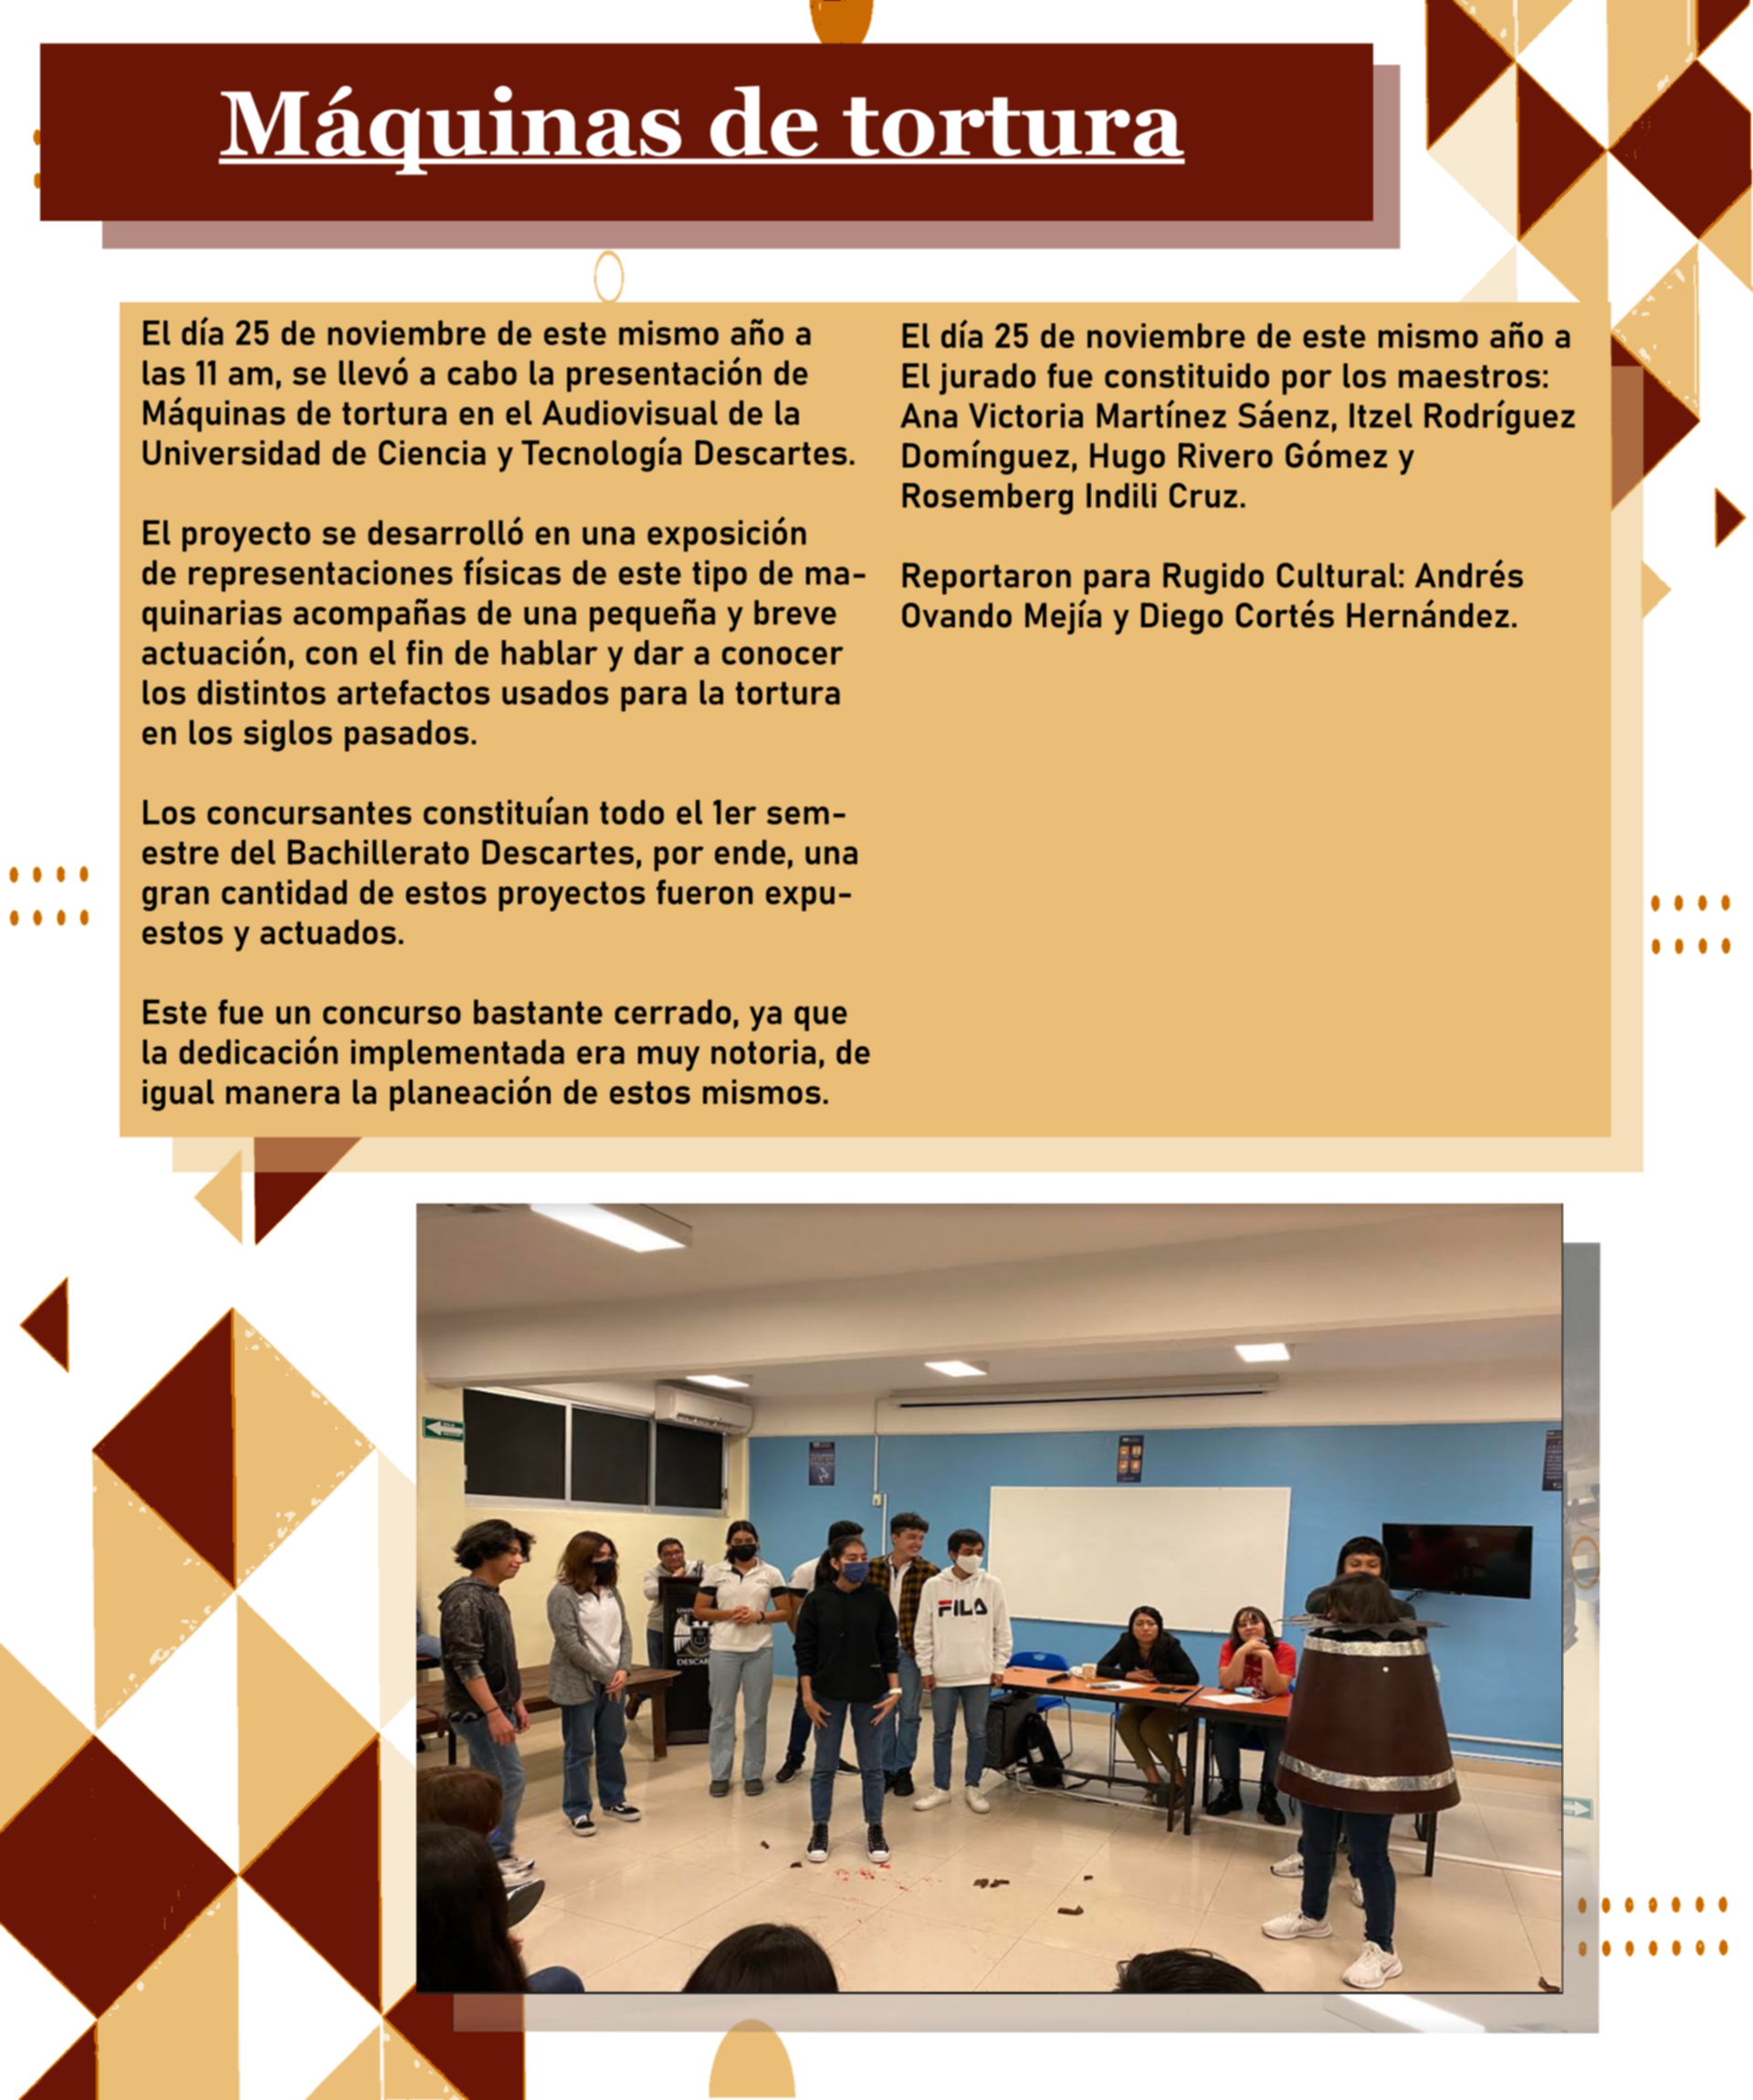 Máquinas de tortura
El día 25 de noviembre de este mismo año a
las 11 am, se llevó a cabo la presentación de
Máquinas de tortura en el Audiovisual de la
Universidad de Ciencia y Tecnología Descartes.
El proyecto se desarrolló en una exposición
de representaciones físicas de este tipo de ma-
quinarias acompañas de una pequeña y breve
actuación, con el fin de hablar y dar a conocer
los distintos artefactos usados para la tortura
en los siglos pasados.
Los concursantes constituían todo el 1er sem-
estre del Bachillerato Descartes, por ende, una
gran cantidad de estos proyectos fueron expu-
estos y actuados.
Este fue un concurso bastante cerrado, ya que
la dedicación implementada era muy notoria, de
igual manera la planeación de estos mismos.
El día 25 de noviembre de este mismo año a
El jurado fue constituido por los maestros:
Ana Victoria Martínez Sáenz, Itzel Rodríguez
Domínguez, Hugo Rivero Gómez y
Rosemberg Indili Cruz.
Reportaron para Rugido Cultural: Andrés
Ovando Mejía y Diego Cortés Hernández.
FILA